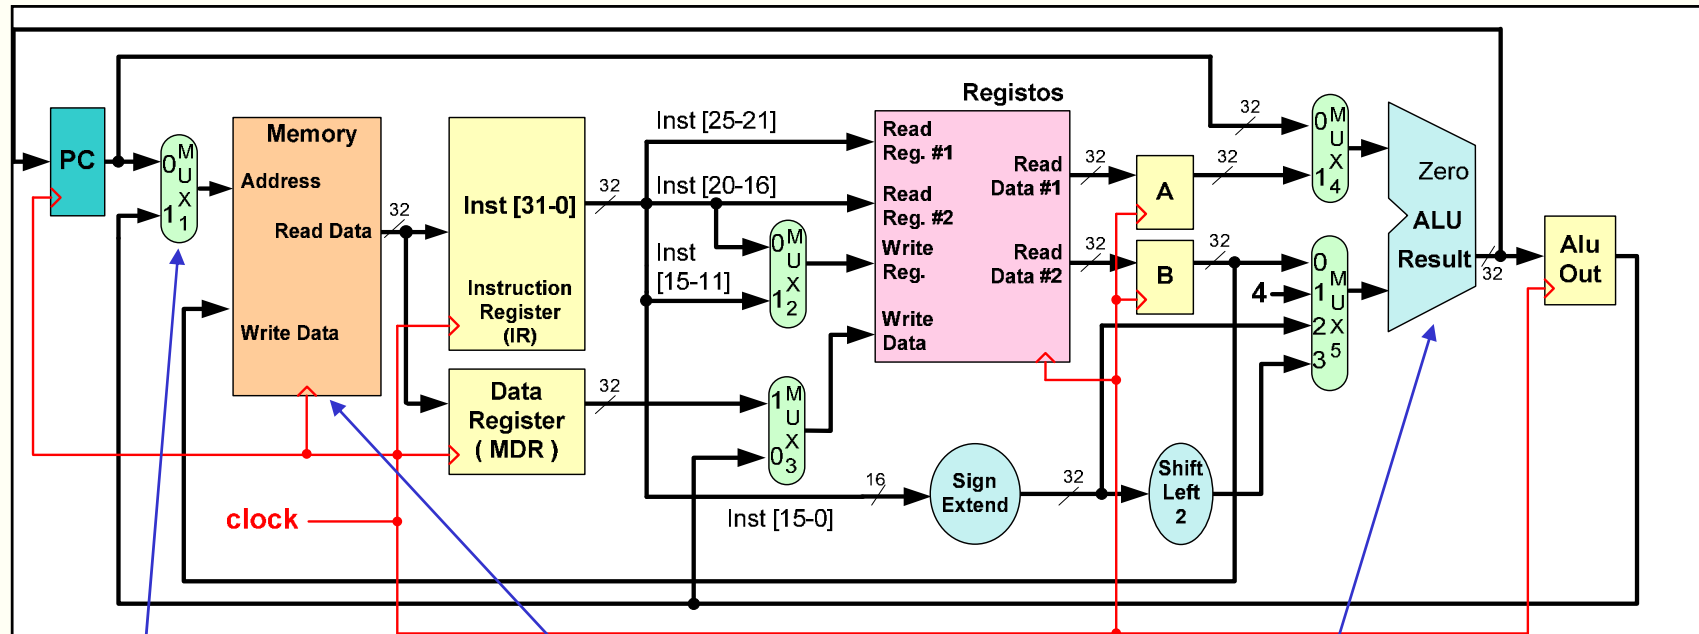 PC
0
1
M
U
X
1
Memory
Address
Read Data
Write Data
32
Inst [31-0]
Instruction
Register
(IR)
32
Data
Register
( MDR )
32
clock
Inst [25-21]
Inst [20-16]
Inst
[15-11]
0
1
M
U
X
2
1
0
M
U
X
3
Inst [15-0]
16
Sign
Extend
32
Shift
Left
2
Registos
Read
Reg. #1
Read
Reg. #2
Write
Reg.
Write
Data
Read
Data #1
Read
Data #2
32
32
A
B
32
32
32
0
1
M
U
X
4
4
0
1
2
3
M
U
X
5
Zero
ALU
Result
32
Alu
Out